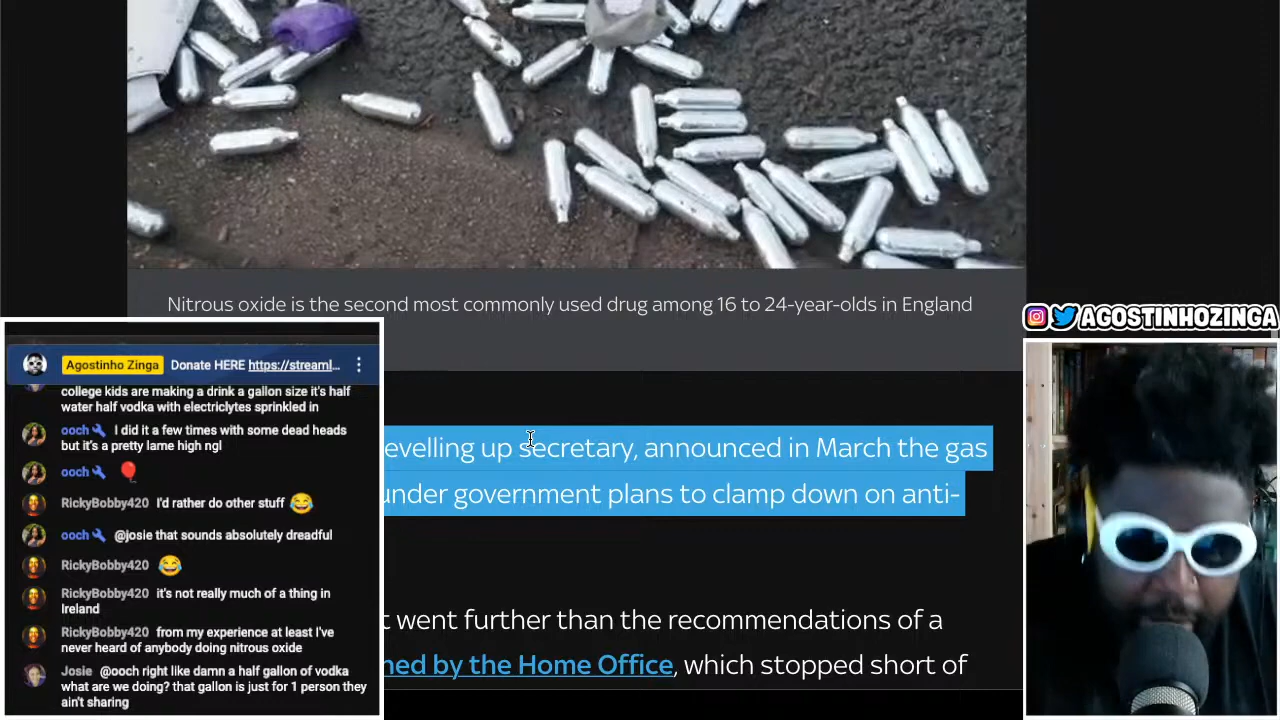 Nitrous oxide is the second most commonly used drug among 16 to 24-year-olds in England
AGOSTINHOZINGA
Agostinho Zinga Donate HERE https://streaml...
college kids are making a drink a gallon size it's half
water half vodka with electriclytes sprinkled in
ooch I did it a few times with some dead heads
but it's a pretty lame high ngl
ooch
RickyBobby420 I'd rather do other stuff
ooch @josie that sounds absolutely dreadful
RickyBobby420
RickyBobby420 it's not really much of a thing in
Ireland
RickyBobby420 from my experience at least I've
never heard of anybody doing nitrous oxide
Josie @ooch right like damn a half gallon of vodka
what are we doing? that gallon is just for 1 person they
ain't sharing
evelling up secretary, announced in March the gas
under government plans to clamp down on anti-
t went further than the recommendations of a
ned by the Home Office, which stopped short of